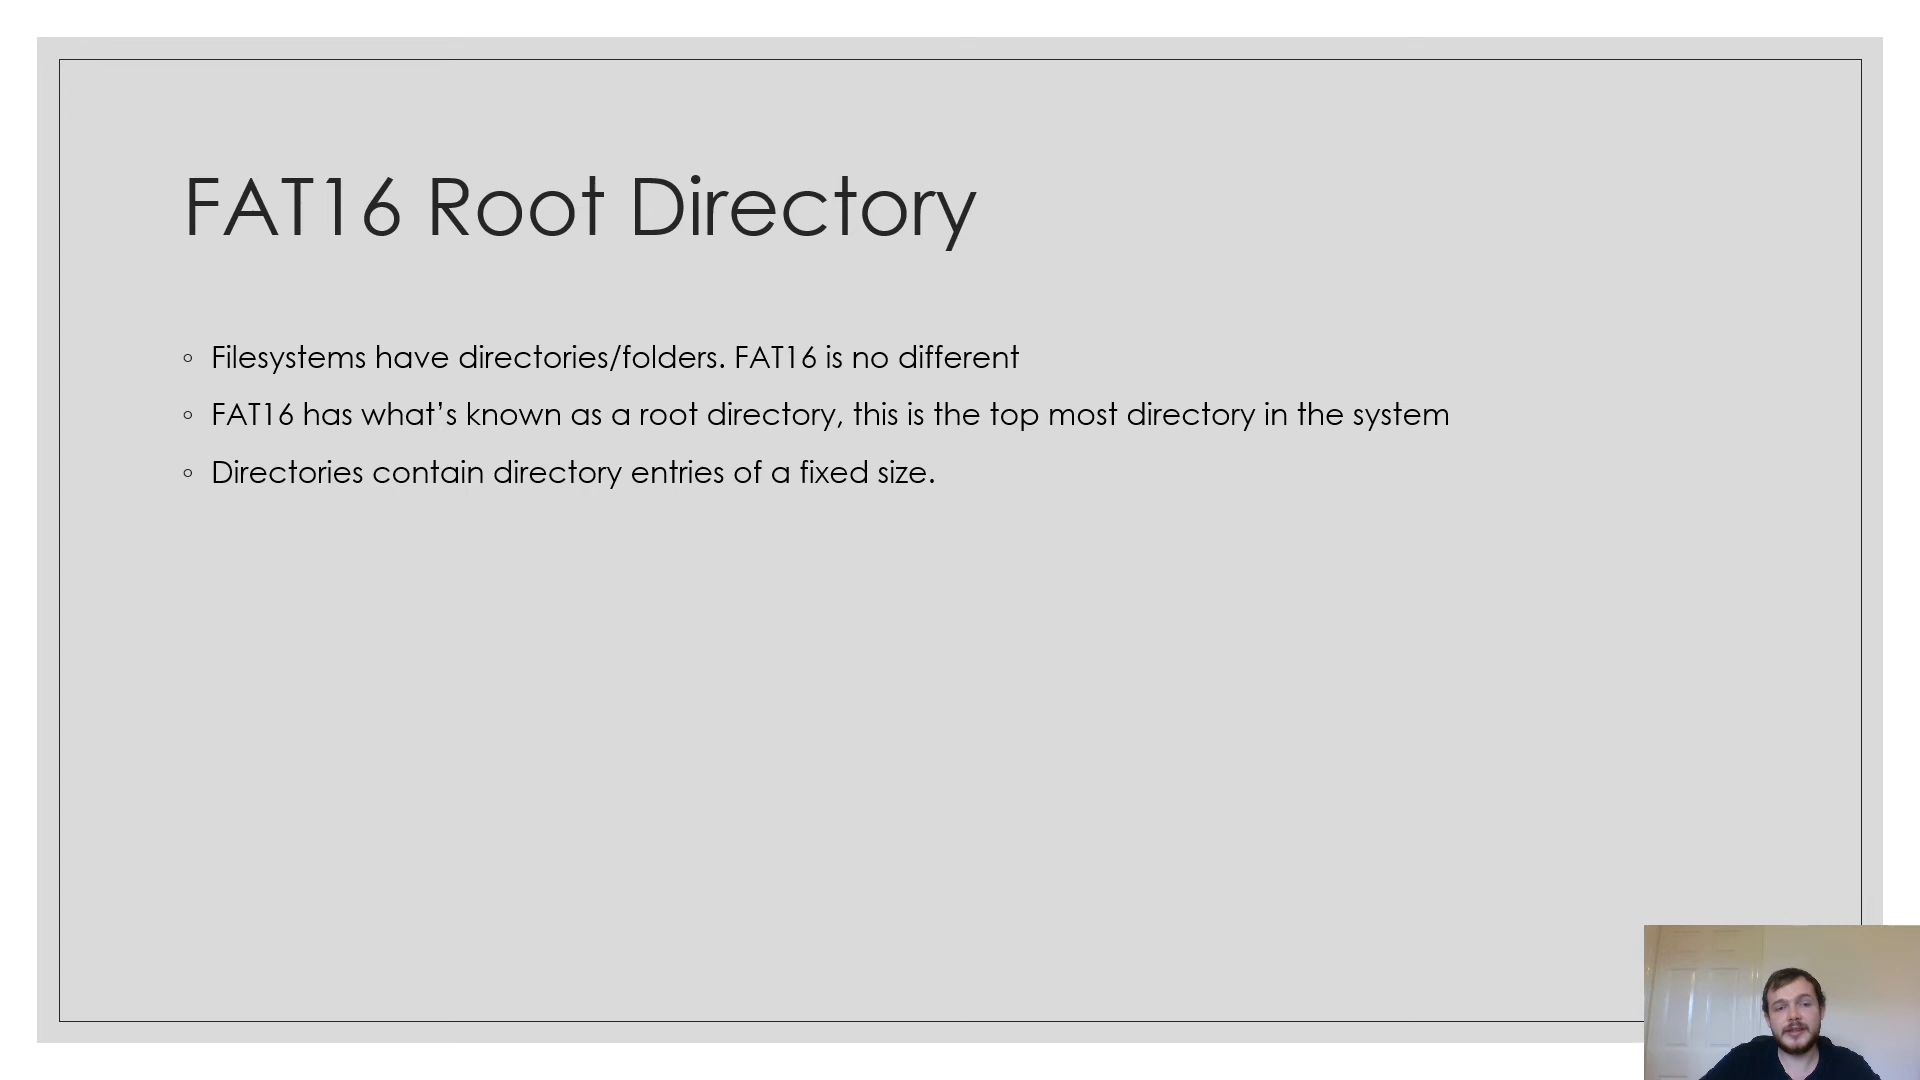 FAT16 Root Directory
◦ Filesystems have directories/folders. FAT16 is no different
◦ FAT16 has what’s known as a root directory, this is the top most directory in the system
◦ Directories contain directory entries of a fixed size.